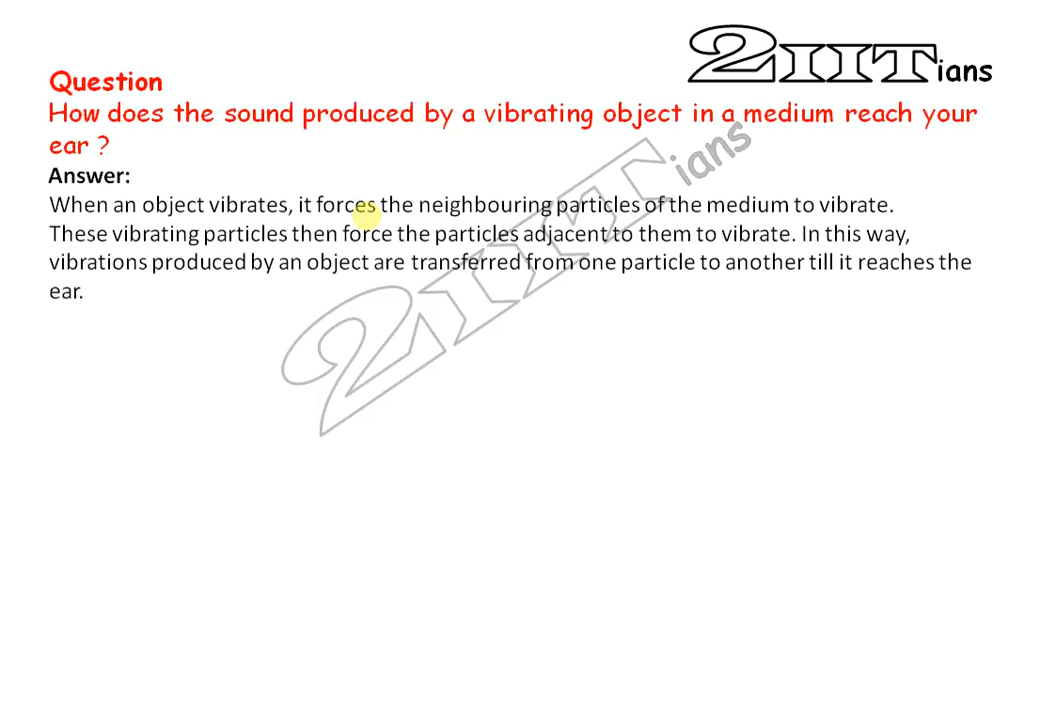 2IITians
Question
How does the sound produced by a vibrating object in a medium reach your
ear ?
Answer:
When an object vibrates, it forces the neighbouring particles of the medium to vibrate.
These vibrating particles then force the particles adjacent to them to vibrate. In this way,
vibrations produced by an object are transferred from one particle to another till it reaches the
ear.
2IITians